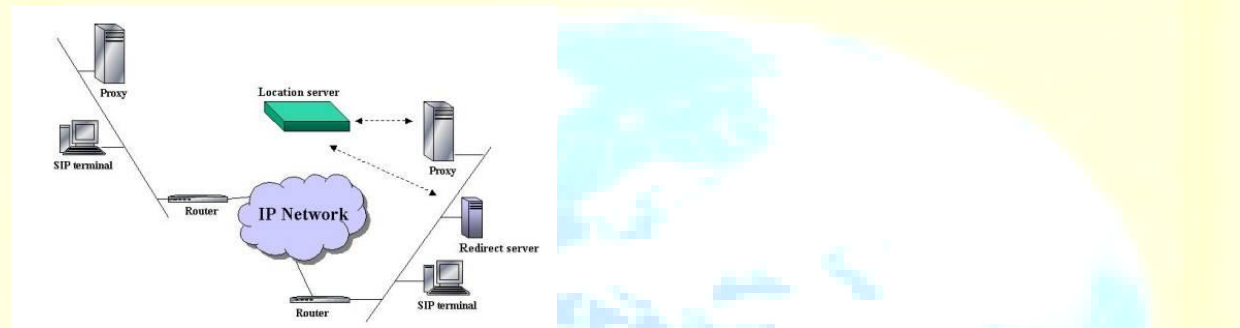 Proxy
Location server
SIP terminal
Proxy
Router
IP Network
Redirect server
SIP terminal
Router